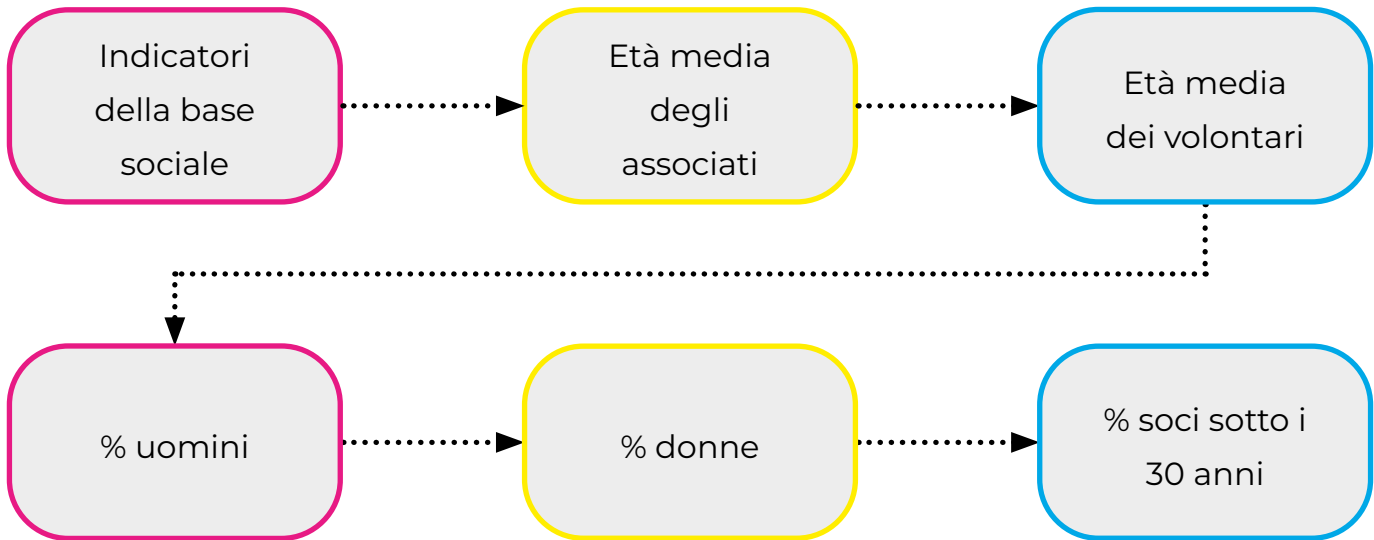 Indicatori
della base
sociale
Età media
degli
associati
Età media
dei volontari
% uomini
% donne
% soci sotto i
30 anni